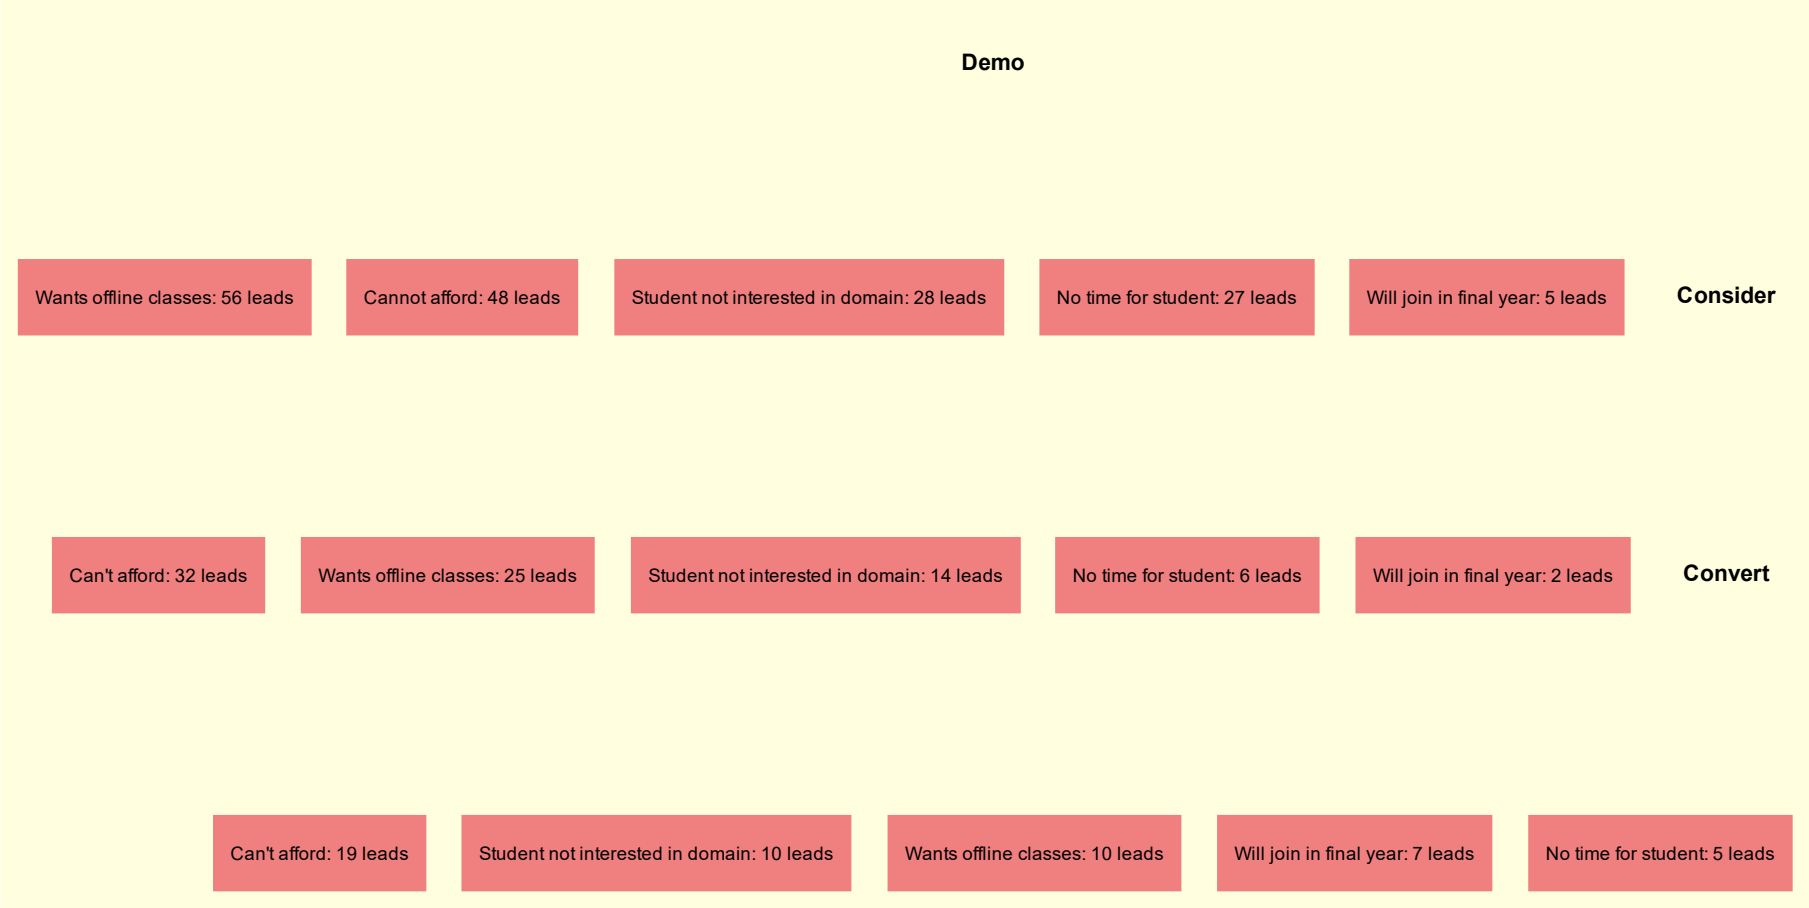 Demo
Wants offline classes: 56 leads
Cannot afford: 48 leads
Student not interested in domain: 28 leads
No time for student: 27 leads
Will join in final year: 5 leads
Consider
Can't afford: 32 leads
Wants offline classes: 25 leads
Student not interested in domain: 14 leads
No time for student: 6 leads
Will join in final year: 2 leads
Convert
Can't afford: 19 leads
Student not interested in domain: 10 leads
Wants offline classes: 10 leads
Will join in final year: 7 leads
No time for student: 5 leads